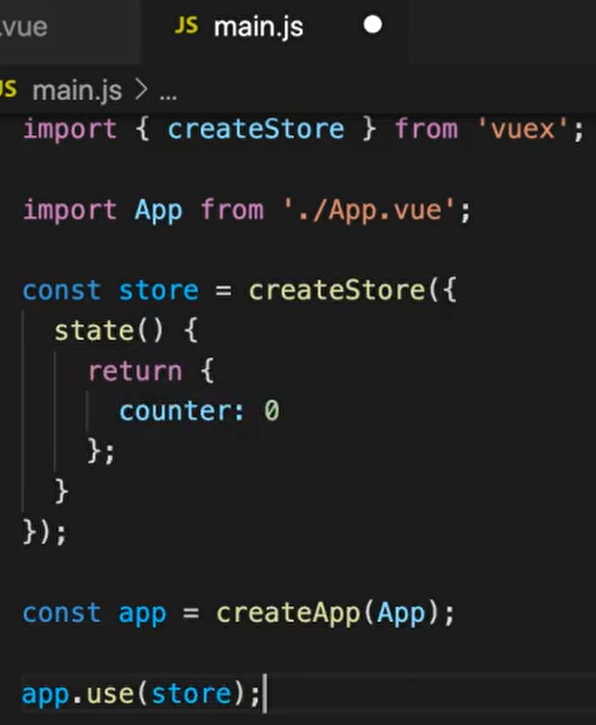 .vue
JS main.js
JS main.js > ...
import { createStore } from 'vuex';
import App from './App.vue';
const store = createStore({
state() {
return {
counter: 0
};
}
});
const app = createApp(App);
app.use(store);